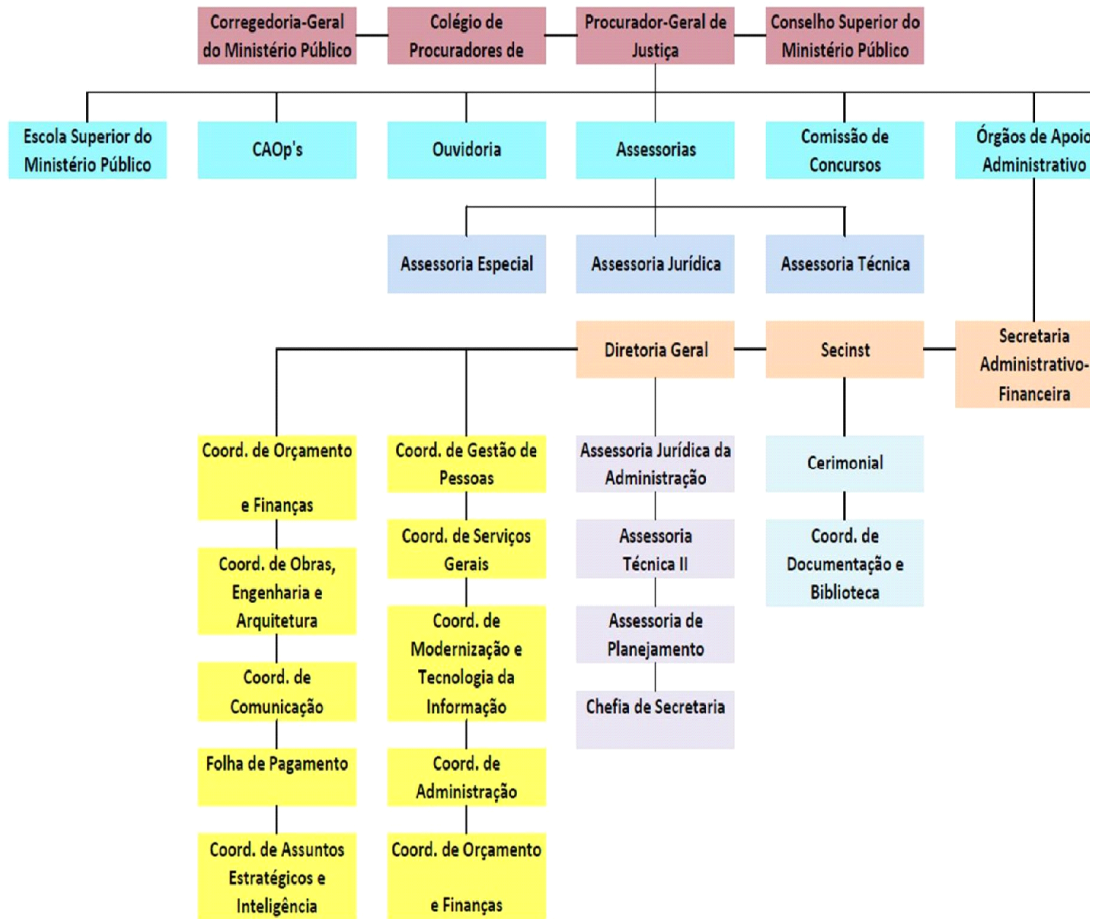 Corregedoria-Geral
do Ministério Público
Colégio de
Procuradores de
Procurador-Geral de
Justiça
Conselho Superior do
Ministério Público
Escola Superior do
Ministério Público
CAOp's
Ouvidoria
Assessorias
Comissão de
Concursos
Órgãos de Apoio
Administrativo
Assessoria Especial
Assessoria Jurídica
Assessoria Técnica
Diretoria Geral
Secinst
Secretaria
Administrativo-
Financeira
Coord. de Orçamento
e Finanças
Coord. de Obras,
Engenharia e
Arquitetura
Coord. de
Comunicação
Folha de Pagamento
Coord. de Assuntos
Estratégicos e
Inteligência
Coord. de Gestão de
Pessoas
Coord. de Serviços
Gerais
Coord. de
Modernização e
Tecnologia da
Informação
Coord. de
Administração
Coord. de Orçamento
e Finanças
Assessoria Jurídica da
Administração
Assessoria
Técnica II
Assessoria de
Planejamento
Chefia de Secretaria
Cerimonial
Coord. de
Documentação e
Biblioteca